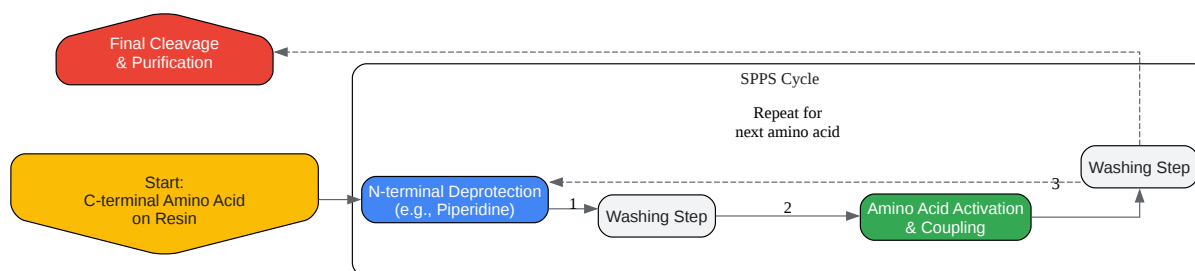 Final Cleavage
& Purification
SPPS Cycle
Repeat for
next amino acid
Start:
C-terminal Amino Acid
on Resin
N-terminal Deprotection
(e.g., Piperidine)
1
Washing Step
2
Amino Acid Activation
& Coupling
3
Washing Step